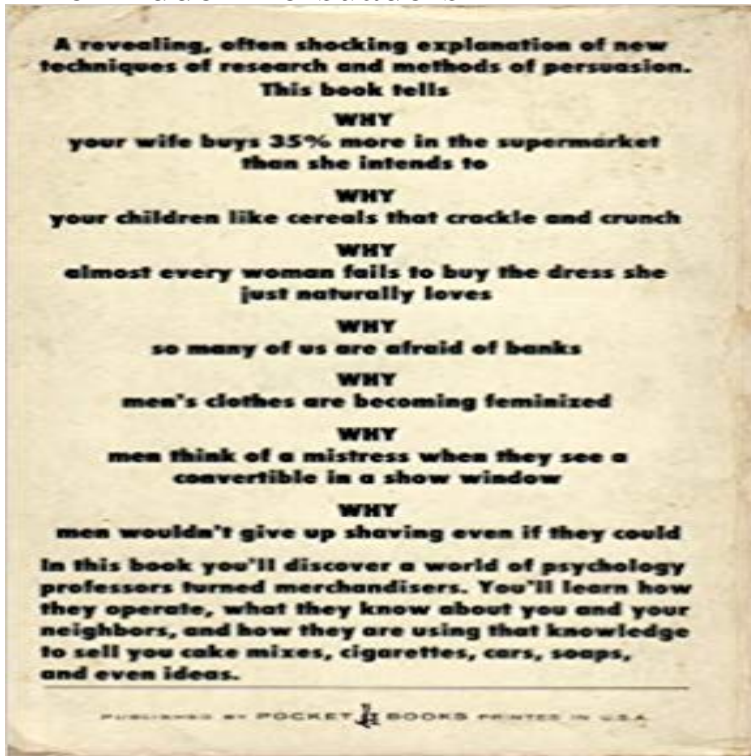 A revealing, often shocking explanation of new
techniques of research and methods of persuasion.
This book tells
WHY
your wife buys 35% more in the supermarket
than she intends to
WHY
your children like cereals that crackle and crunch
WHY
almost every woman fails to buy the dress she
just naturally loves
WHY
so many of us are afraid of banks
WHY
men's clothes are becoming feminized
WHY
men think of a mistress when they see a
convertible in a show window
WHY
men wouldn't give up shaving even if they could
In this book you'll discover a world of psychology
professors turned merchandisers. You'll learn how
they operate, what they know about you and your
neighbors, and how they are using that knowledge
to sell you cake mixes, cigarettes, cars, soaps,
and even ideas.
PUBLISHED BY POCKET BOOKS PRINTED IN U.S.A.